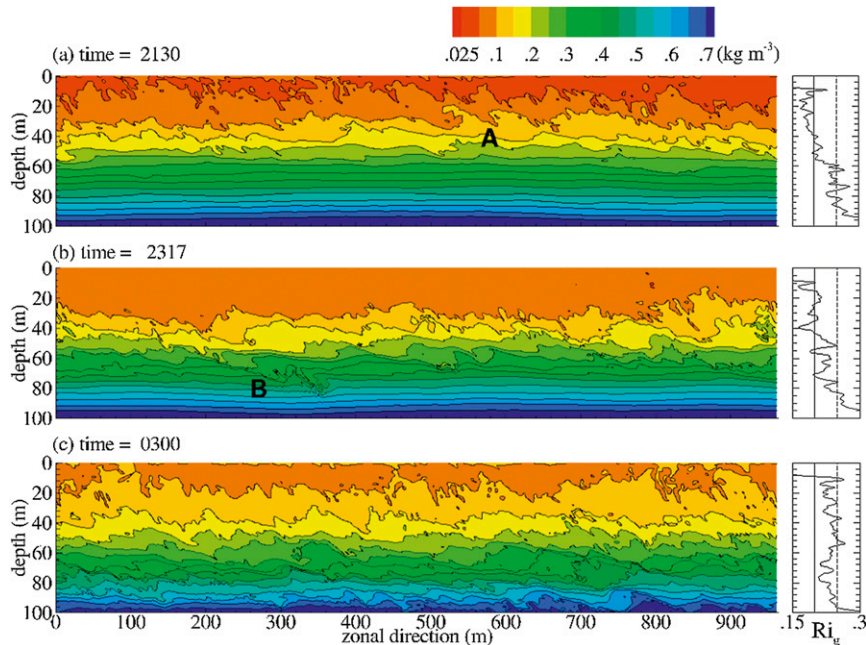 .025 .1 .2 .3 .4 .5 .6 .7 (kg m⁻³)
(a) time = 2130
0
20
40
60
80
100
depth (m)
A
(b) time = 2317
0
20
40
60
80
100
depth (m)
B
(c) time = 0300
0
20
40
60
80
100
depth (m)
0 100 200 300 400 500 600 700 800 900
zonal direction (m)
.15 .3
Ri_g